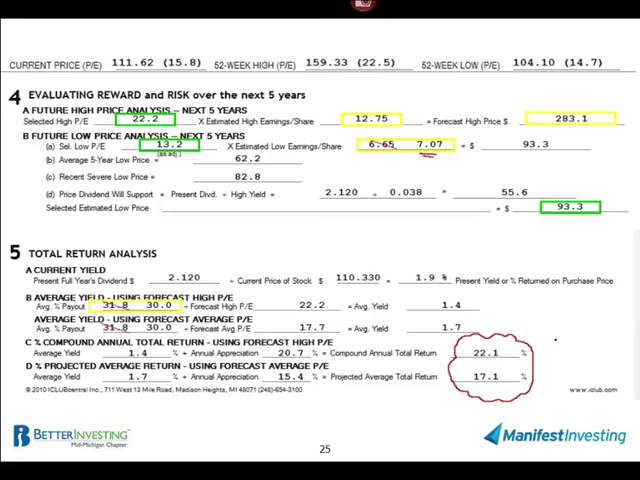 CURRENT PRICE (P/E) 111.62 (15.8) 52-WEEK HIGH (P/E) 159.33 (22.5) 52-WEEK LOW (P/E) 104.10 (14.7)
4 EVALUATING REWARD and RISK over the next 5 years
A FUTURE HIGH PRICE ANALYSIS – NEXT 5 YEARS
Selected High P/E 22.2 X Estimated High Earnings/Share 12.75 = Forecast High Price $ 283.1
B FUTURE LOW PRICE ANALYSIS – NEXT 5 YEARS
(a) Sel. Low P/E 13.2 X Estimated Low Earnings/Share 6.65 7.07 = $ 93.3
(as adj.)
(b) Average 5-Year Low Price = 62.2
(c) Recent Severe Low Price = 82.8
(d) Price Dividend Will Support = Present Divd. ÷ High Yield = 2.120 ÷ 0.038 = 55.6
Selected Estimated Low Price = $ 93.3
5 TOTAL RETURN ANALYSIS
A CURRENT YIELD
Present Full Year's Dividend $ 2.120 ÷ Current Price of Stock $ 110.330 = 1.9 % Present Yield or % Returned on Purchase Price
B AVERAGE YIELD - USING FORECAST HIGH P/E
Avg. % Payout 31.8 30.0 ÷ Forecast High P/E 22.2 = Avg. Yield 1.4
AVERAGE YIELD - USING FORECAST AVERAGE P/E
Avg. % Payout 31.8 30.0 ÷ Forecast Avg P/E 17.7 = Avg. Yield 1.7
C % COMPOUND ANNUAL TOTAL RETURN - USING FORECAST HIGH P/E
Average Yield 1.4 % + Annual Appreciation 20.7 % = Compound Annual Total Return 22.1 %
D % PROJECTED AVERAGE RETURN - USING FORECAST AVERAGE P/E
Average Yield 1.7 % + Annual Appreciation 15.4 % = Projected Average Total Return 17.1 %
© 2010 ICLUBcentral Inc., 711 West 13 Mile Road, Madison Heights, MI 48071 (248)-654-3100 www.iclub.com
BETTERINVESTING™
Mid-Michigan Chapter
ManifestInvesting
25